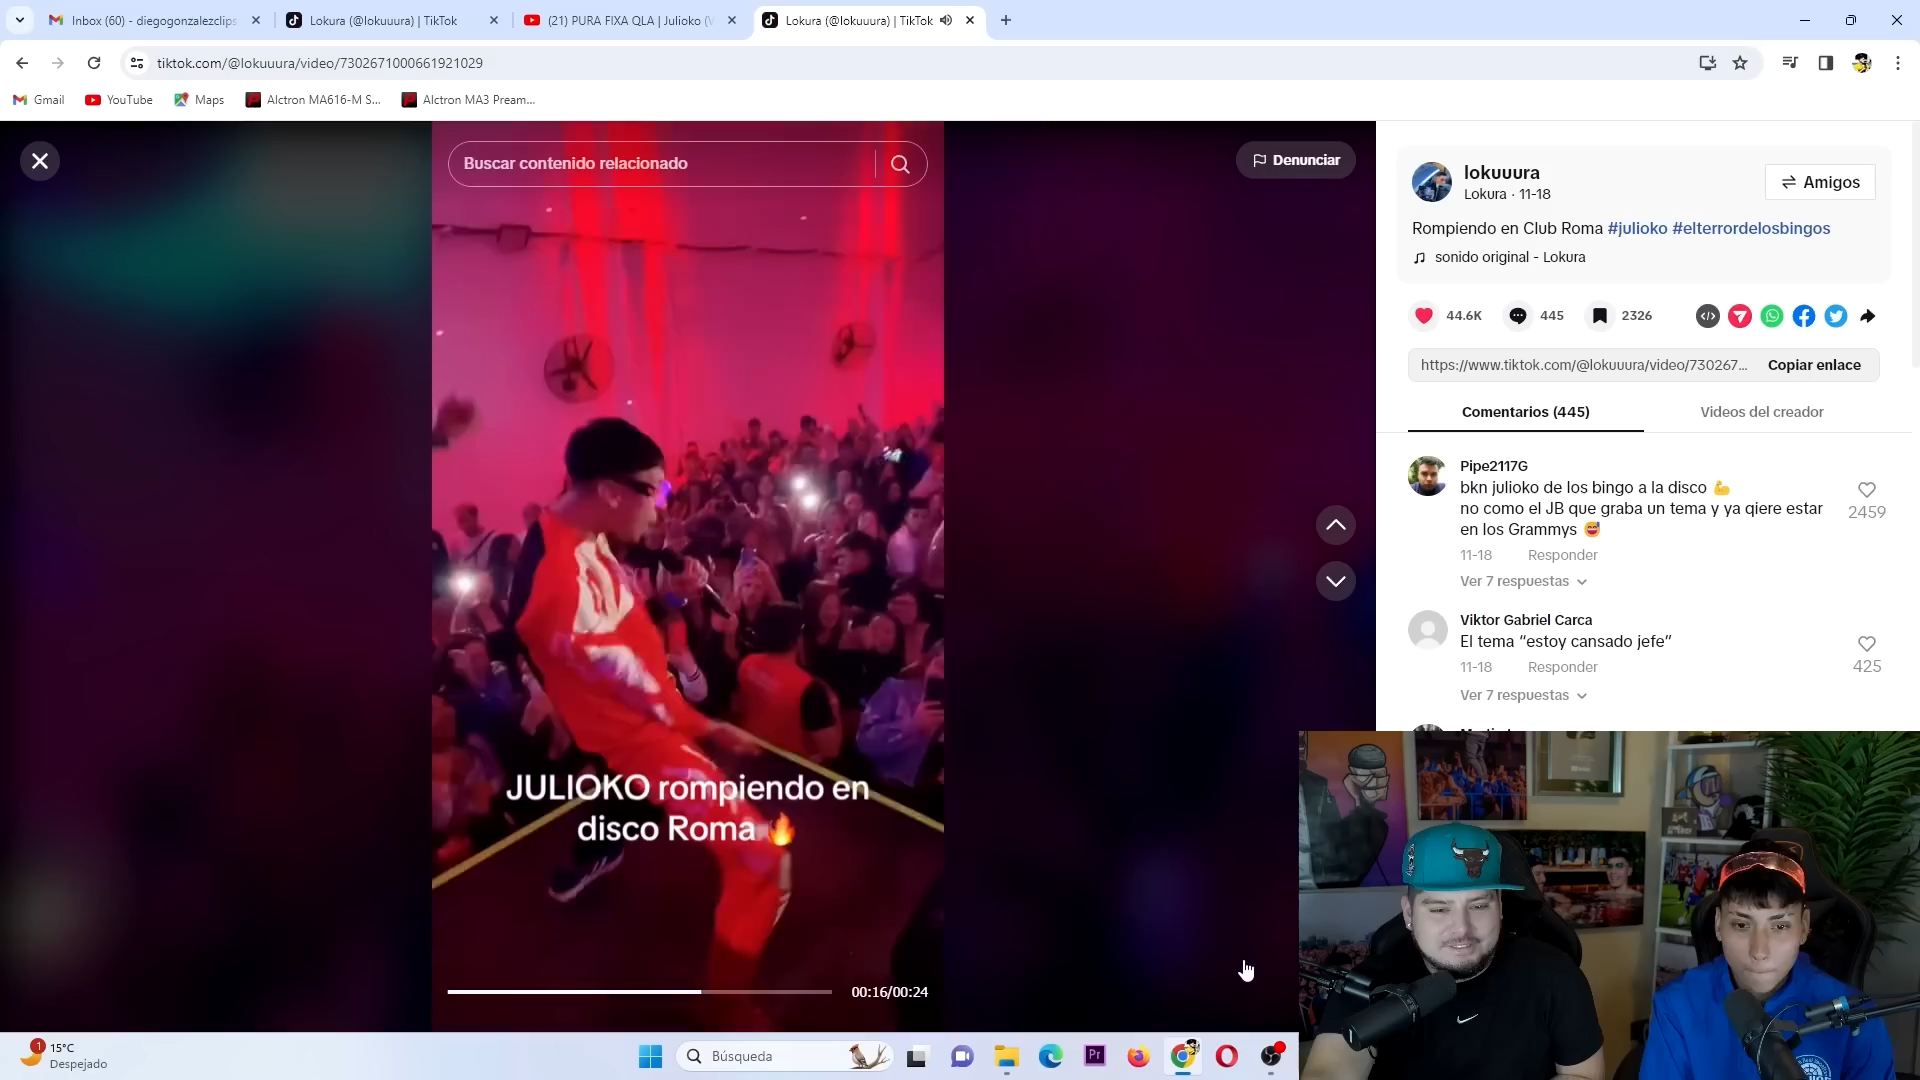 Inbox (60) - diegogonzalezclips
Lokura (@lokuuura) | TikTok
(21) PURA FIXA QLA | Julioko (V
Lokura (@lokuuura) | TikTok
tiktok.com/@lokuuura/video/7302671000661921029
Gmail
YouTube
Maps
Alctron MA616-M S...
Alctron MA3 Pream...
Buscar contenido relacionado
Denunciar
JULIOKO rompiendo en
disco Roma 🔥
00:16/00:24
lokuuura
Lokura · 11-18
Amigos
Rompiendo en Club Roma #julioko #elterrordelosbingos
sonido original - Lokura
44.6K
445
2326
https://www.tiktok.com/@lokuuura/video/730267...
Copiar enlace
Comentarios (445)
Videos del creador
Pipe2117G
bkn julioko de los bingo a la disco 💪
no como el JB que graba un tema y ya qiere estar
en los Grammys 😅
2459
11-18 Responder
Ver 7 respuestas
Viktor Gabriel Carca
El tema “estoy cansado jefe”
425
11-18 Responder
Ver 7 respuestas
1
15°C
Despejado
Búsqueda
Pr